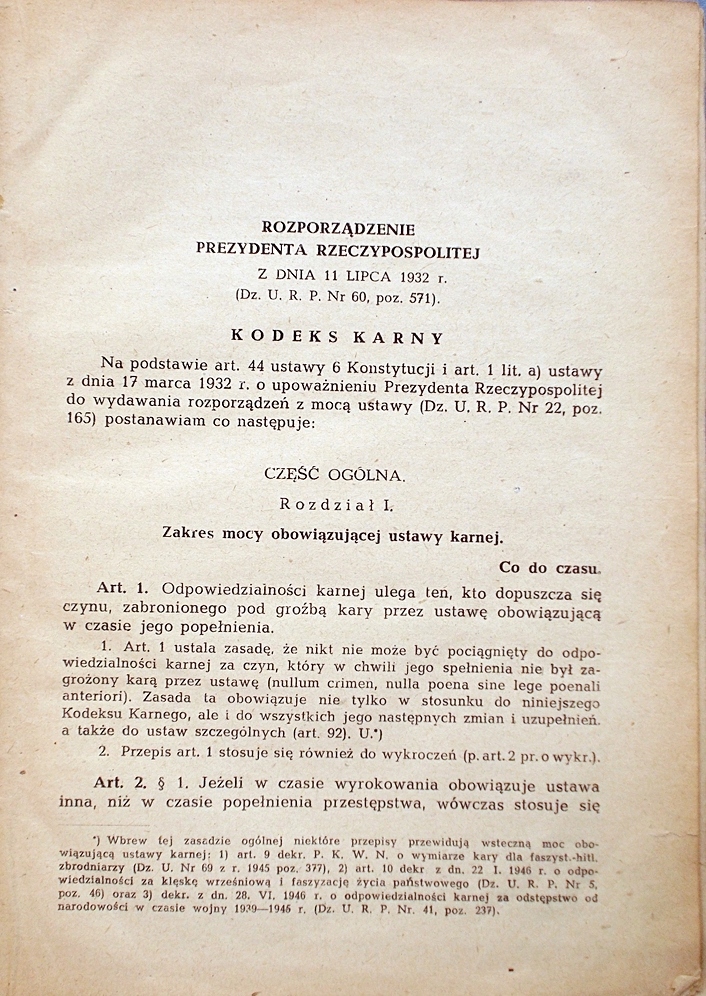 ROZPORZĄDZENIE
PREZYDENTA RZECZYPOSPOLITEJ
Z DNIA 11 LIPCA 1932 r.
(Dz. U. R. P. Nr 60, poz. 571).
KODEKS KARNY
Na podstawie art. 44 ustawy 6 Konstytucji i art. 1 lit. a) ustawy
z dnia 17 marca 1932 r. o upoważnieniu Prezydenta Rzeczypospolitej
do wydawania rozporządzeń z mocą ustawy (Dz. U. R. P. Nr 22, poz.
165) postanawiam co następuje:
CZĘŚĆ OGÓLNA.
Rozdział I.
Zakres mocy obowiązującej ustawy karnej.
Co do czasu.
Art. 1. Odpowiedzialności karnej ulega ten, kto dopuszcza się
czynu, zabronionego pod groźbą kary przez ustawę obowiązującą
w czasie jego popełnienia.
1. Art. 1 ustala zasadę, że nikt nie może być pociągnięty do odpo-
wiedzialności karnej za czyn, który w chwili jego spełnienia nie był za-
grożony karą przez ustawę (nullum crimen, nulla poena sine lege poenali
anteriori). Zasada ta obowiązuje nie tylko w stosunku do niniejszego
Kodeksu Karnego, ale i do wszystkich jego następnych zmian i uzupełnień.
a także do ustaw szczególnych (art. 92). U.*)
2. Przepis art. 1 stosuje się również do wykroczeń (p. art. 2 pr. o wykr.).
Art. 2. § 1. Jeżeli w czasie wyrokowania obowiązuje ustawa
inna, niż w czasie popełnienia przestępstwa, wówczas stosuje się
*) Wbrew tej zasadzie ogólnej niektóre przepisy przewidują wsteczną moc obo-
wiązującą ustawy karnej: 1) art. 9 dekr. P. K. W. N. o wymiarze kary dla faszyst.-hitl.
zbrodniarzy (Dz. U. Nr 69 z r. 1945 poz. 377), 2) art. 10 dekr z dn. 22 I. 1946 r. o odpo-
wiedzialności za klęskę wrześniową i faszyzację życia państwowego (Dz. U. R. P. Nr 5,
poz. 46) oraz 3) dekr. z dn. 28. VI. 1946 r. o odpowiedzialności karnej za odstępstwo od
narodowości w czasie wojny 1939—1945 r. (Dz. U. R. P. Nr. 41, poz. 237).